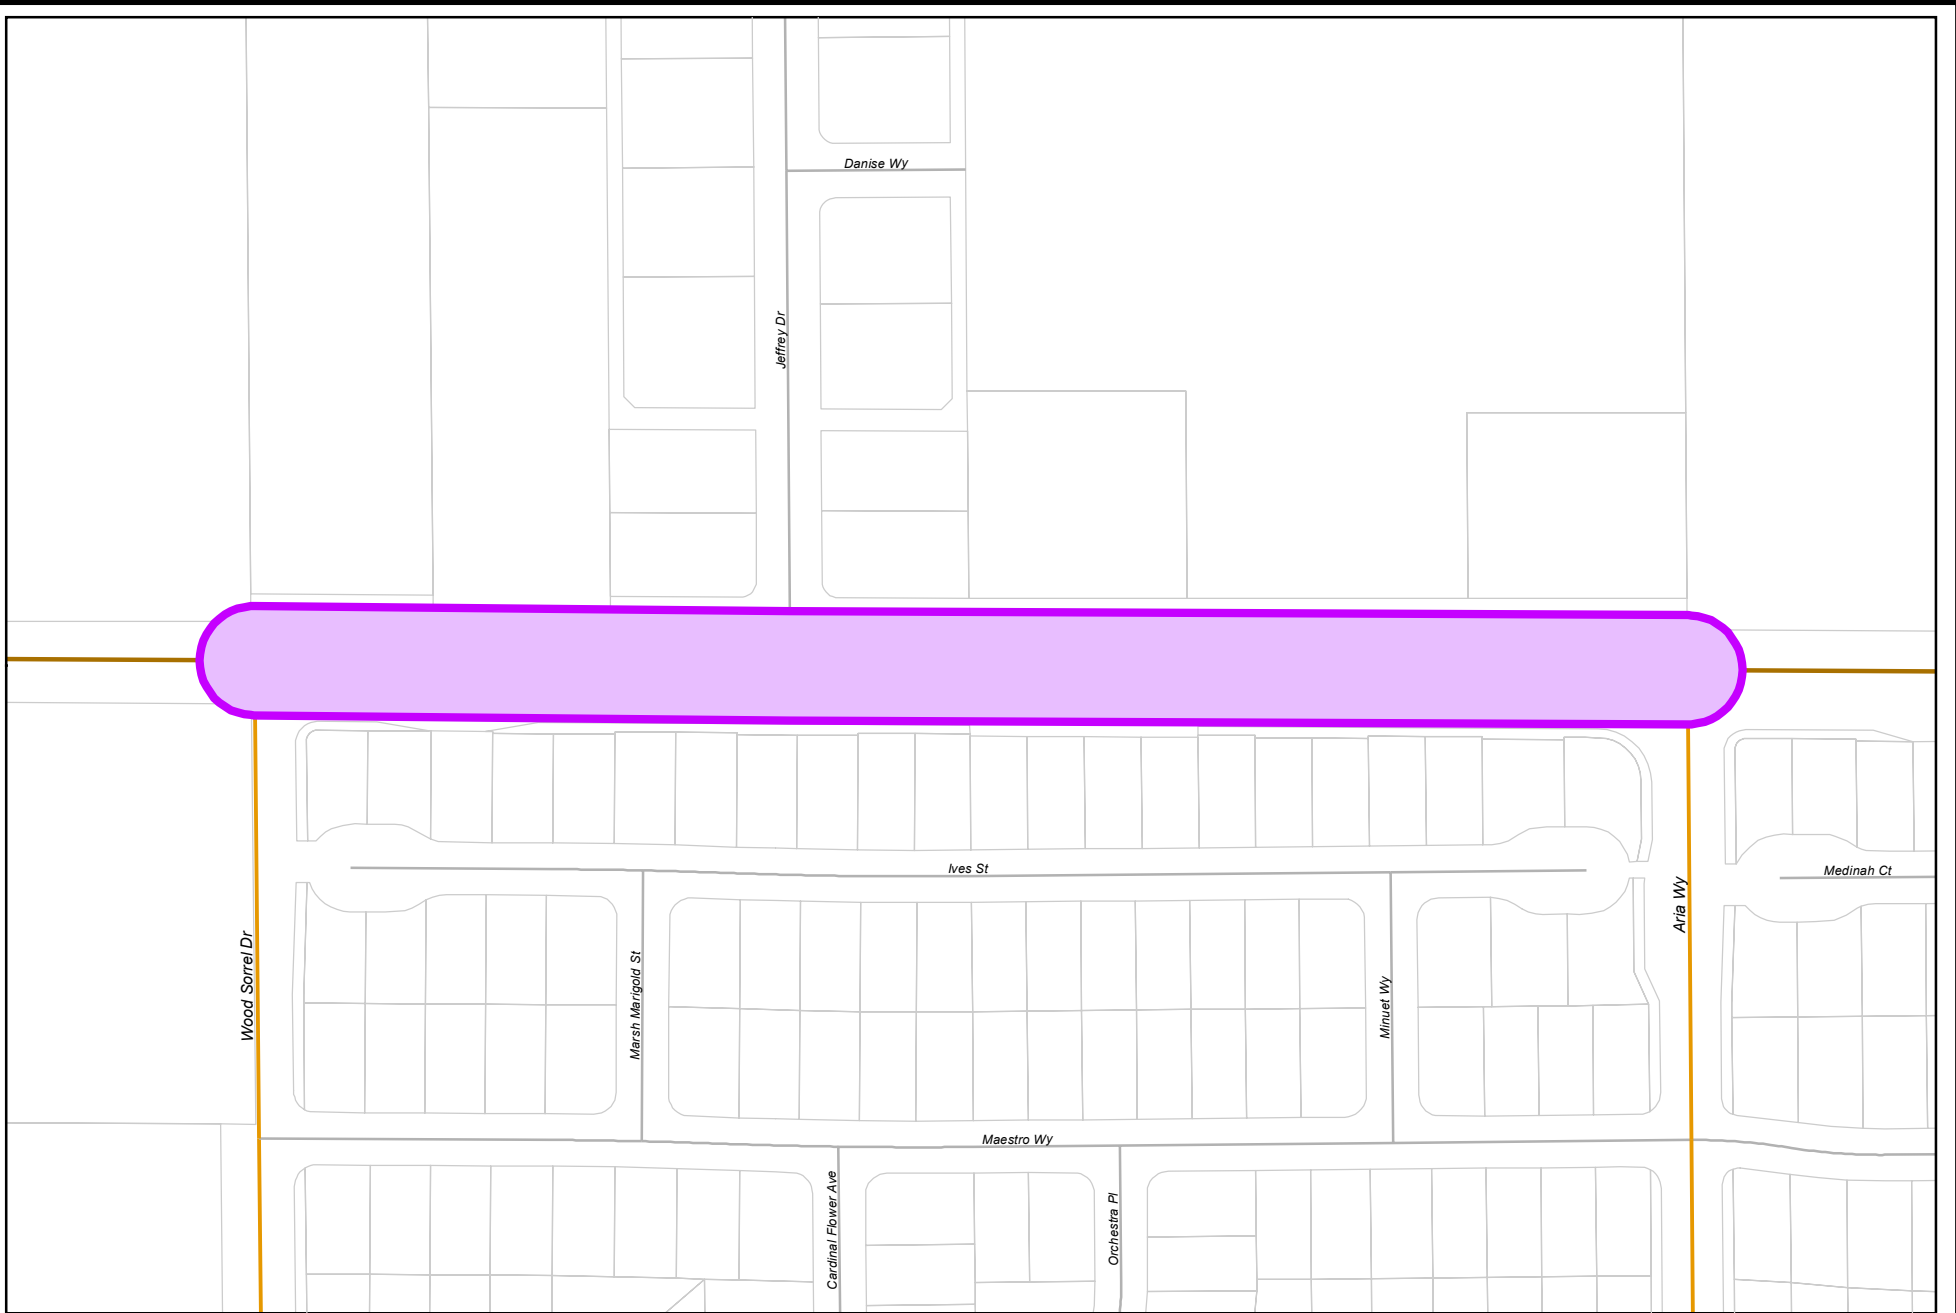 Danise Wy
Jeffrey Dr
Ives St
Medinah Ct
Aria Wy
Wood Sorrel Dr
Marsh Marigold St
Minuet Wy
Maestro Wy
Cardinal Flower Ave
Orchestra Pl